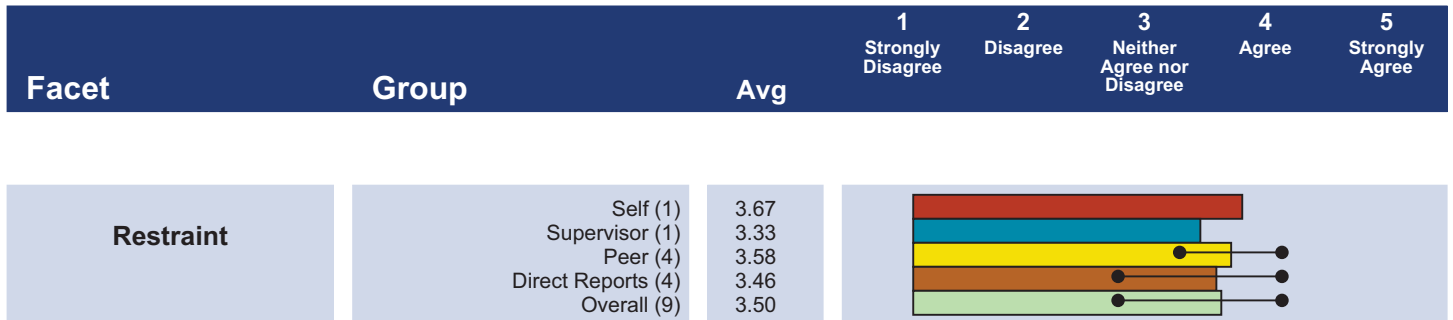 1 2 3 4 5
Strongly Disagree Neither Agree Strongly
Disagree Agree nor Agree
Disagree
Facet Group Avg
Restraint
Self (1) 3.67
Supervisor (1) 3.33
Peer (4) 3.58
Direct Reports (4) 3.46
Overall (9) 3.50